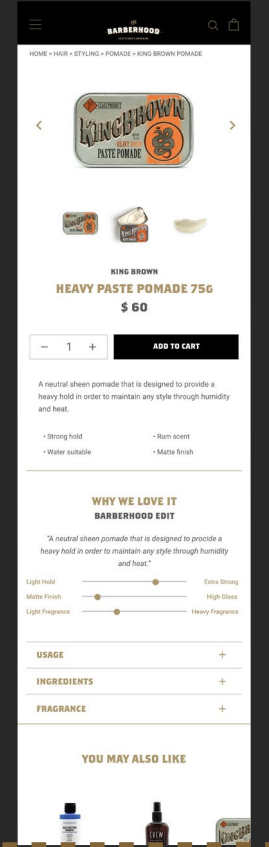 THE
BARBERHOOD
HOME > HAIR > STYLING > POMADE > KING BROWN POMADE
KINGBROWN
HEAVY
PASTE POMADE
KING BROWN
HEAVY PASTE POMADE 75G
$ 60
− 1 +
ADD TO CART
A neutral sheen pomade that is designed to provide a
heavy hold in order to maintain any style through humidity
and heat.
• Strong hold • Rum scent
• Water suitable • Matte finish
WHY WE LOVE IT
BARBERHOOD EDIT
"A neutral sheen pomade that is designed to procide a
heavy hold in order to maintain any style through humidity
and heat."
Light Hold Extra Strong
Matte Finish High Gloss
Light Fragrance Heavy Fragrance
USAGE +
INGREDIENTS +
FRAGRANCE +
YOU MAY ALSO LIKE
CREW